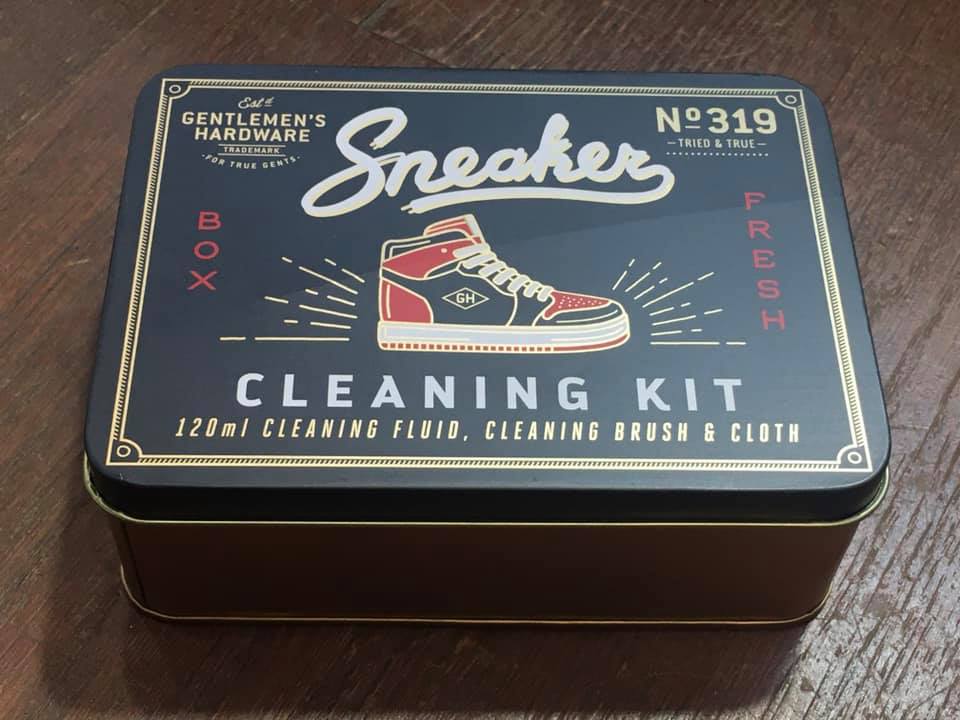 Estd
GENTLEMEN'S
HARDWARE
TRADEMARK
·FOR TRUE GENTS·
Sneaker
Nº319
–TRIED & TRUE–
BOX
FRESH
GH
CLEANING KIT
120ml CLEANING FLUID, CLEANING BRUSH & CLOTH